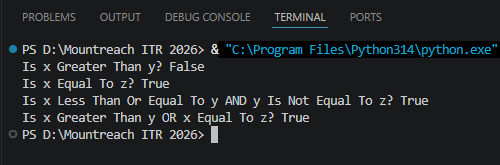 PROBLEMS OUTPUT DEBUG CONSOLE TERMINAL PORTS
PS D:\Mountreach ITR 2026> & "C:\Program Files\Python314\python.exe"
Is x Greater Than y? False
Is x Equal To z? True
Is x Less Than Or Equal To y AND y Is Not Equal To z? True
Is x Greater Than y OR x Equal To z? True
PS D:\Mountreach ITR 2026>